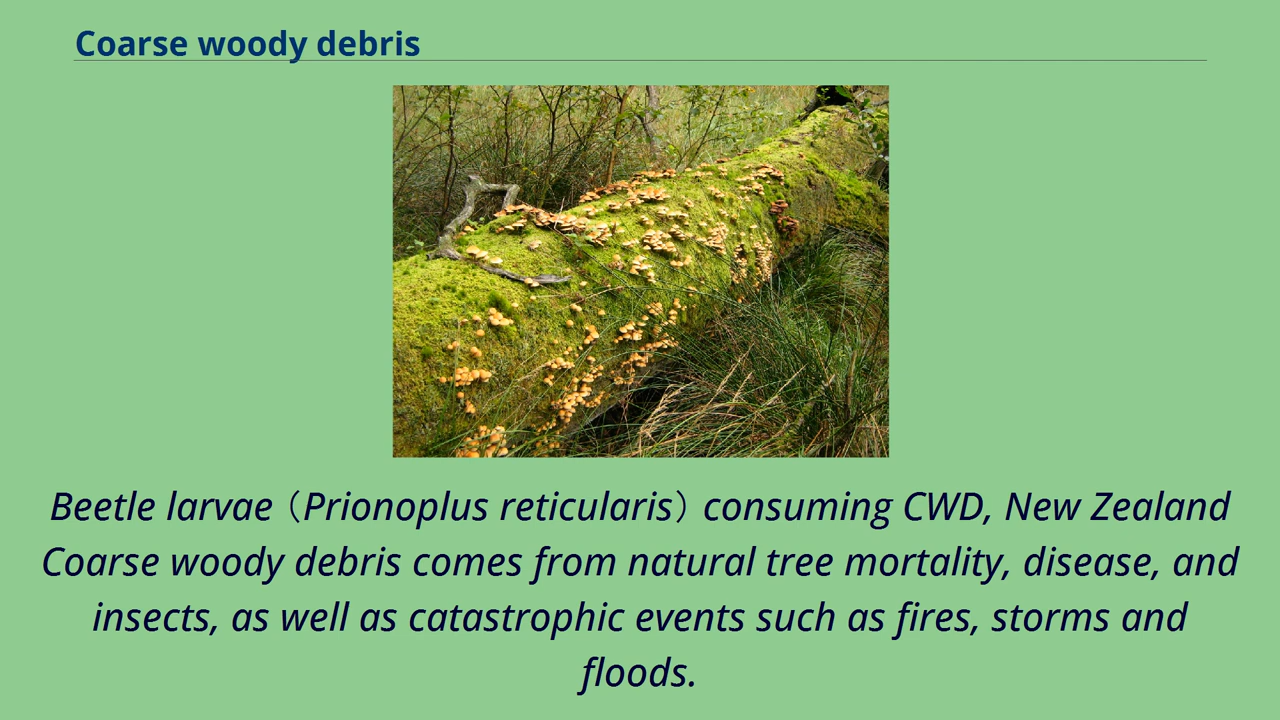 Coarse woody debris
Beetle larvae（Prionoplus reticularis）consuming CWD, New Zealand
Coarse woody debris comes from natural tree mortality, disease, and
insects, as well as catastrophic events such as fires, storms and
floods.